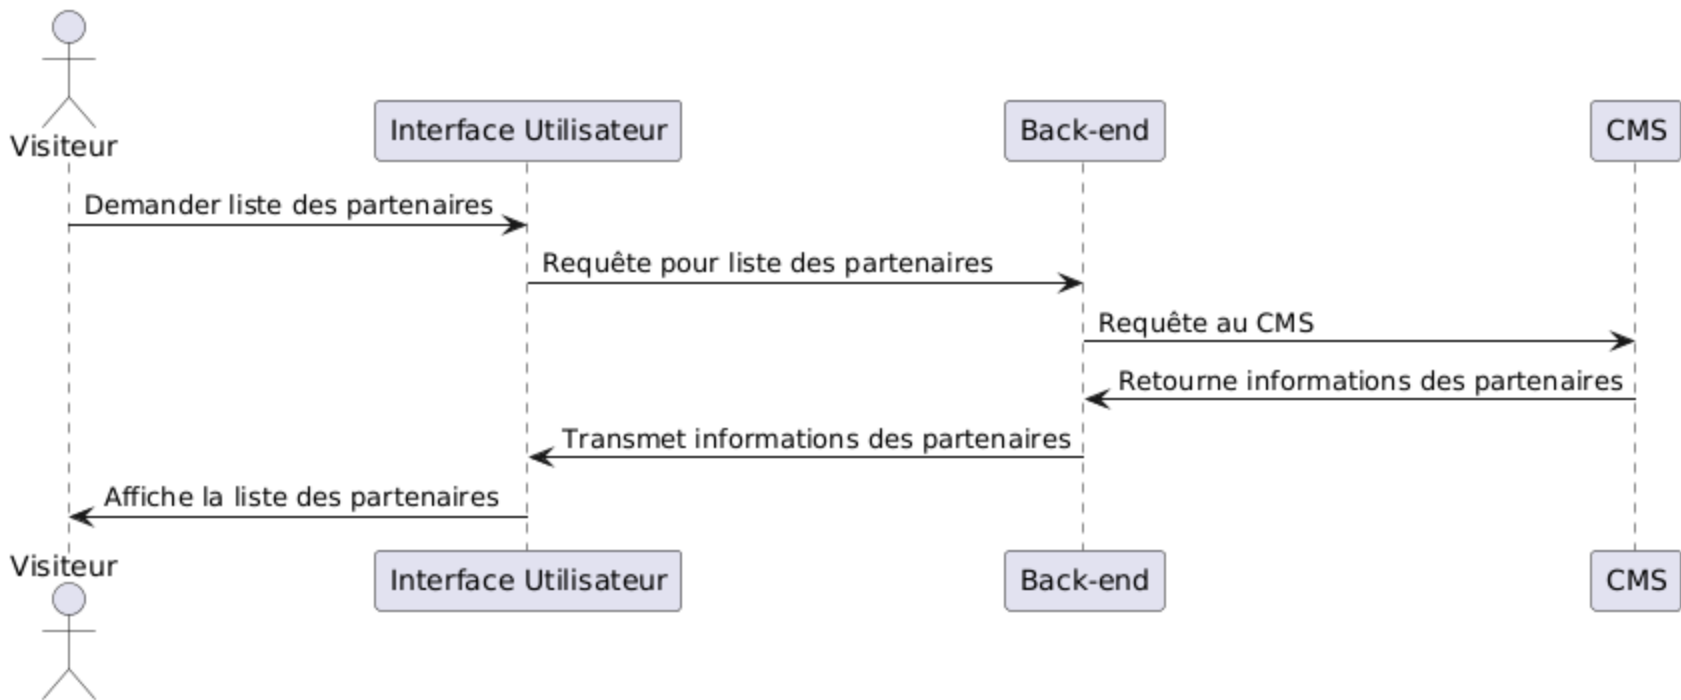 Visiteur
Interface Utilisateur
Back-end
CMS
Demander liste des partenaires
Requête pour liste des partenaires
Requête au CMS
Retourne informations des partenaires
Transmet informations des partenaires
Affiche la liste des partenaires
Visiteur
Interface Utilisateur
Back-end
CMS